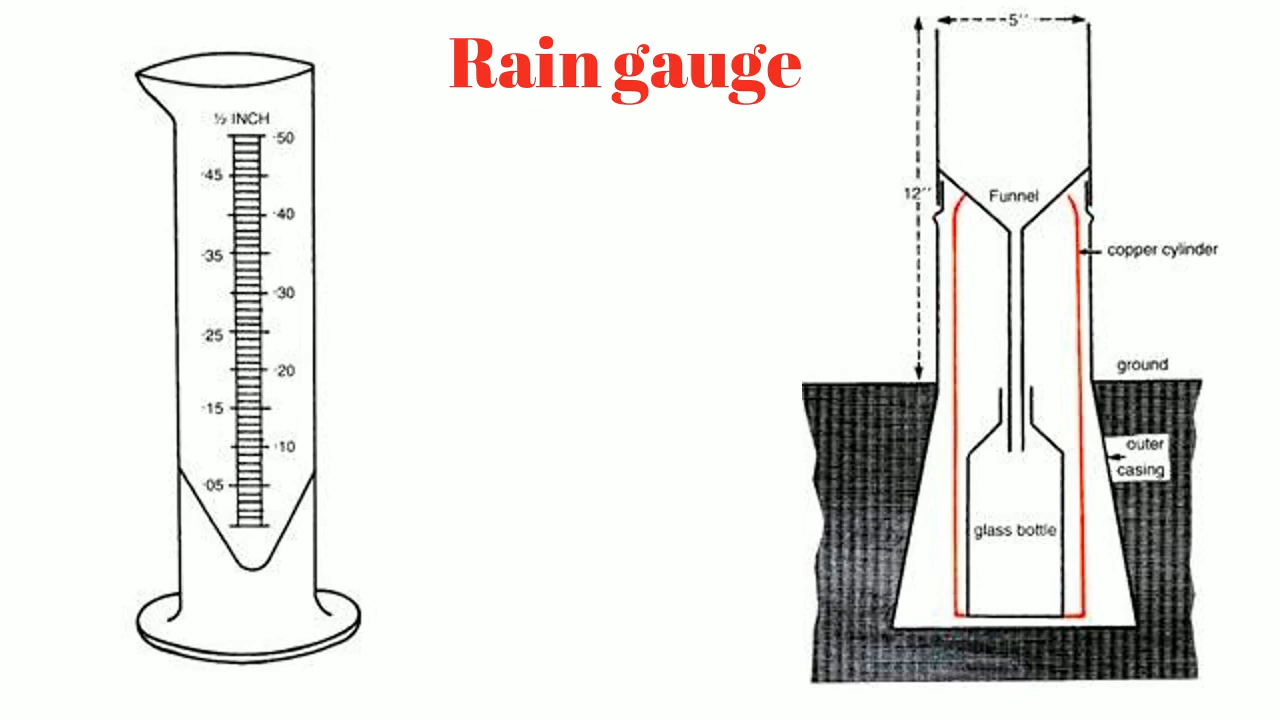 Rain gauge
½ INCH
·50
·45
·40
·35
·30
·25
·20
·15
·10
·05
5''
12''
Funnel
copper cylinder
ground
outer
casing
glass bottle